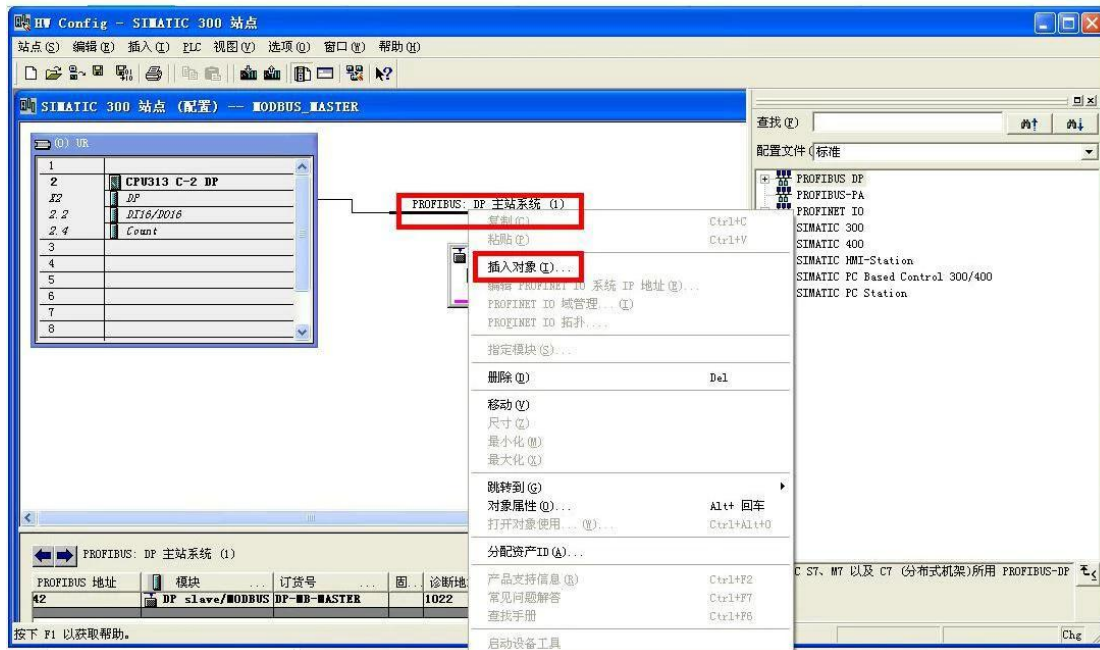 HW Config - SIMATIC 300 站点
站点(S) 编辑(E) 插入(I) PLC 视图(V) 选项(O) 窗口(W) 帮助(H)
SIMATIC 300 站点 (配置) -- MODBUS_MASTER
(0) UR
1
2 CPU313 C-2 DP
X2 DP
2.2 DI16/DO16
2.4 Count
3
4
5
6
7
8
PROFIBUS: DP 主站系统 (1)
复制(C) Ctrl+C
粘贴(P) Ctrl+V
插入对象(I)...
编辑 PROFINET IO 系统 IP 地址(E)...
PROFINET IO 域管理... (I)
PROFINET IO 拓扑....
指定模块(S)...
删除(D) Del
移动(V)
尺寸(Z)
最小化(M)
最大化(X)
跳转到(G)
对象属性(O)... Alt+ 回车
打开对象使用... (W)... Ctrl+Alt+O
分配资产ID(A)...
产品支持信息(R) Ctrl+F2
常见问题解答 Ctrl+F7
查找手册 Ctrl+F6
启动设备工具
查找(F)
配置文件( 标准
PROFIBUS DP
PROFIBUS-PA
PROFINET IO
SIMATIC 300
SIMATIC 400
SIMATIC HMI-Station
SIMATIC PC Based Control 300/400
SIMATIC PC Station
C S7、M7 以及 C7 (分布式机架)所用 PROFIBUS-DP
PROFIBUS: DP 主站系统 (1)
PROFIBUS 地址 模块 ... 订货号 ... 固.. 诊断地
42 DP slave/MODBUS DP-MB-MASTER 1022
按下 F1 以获取帮助。
Chg